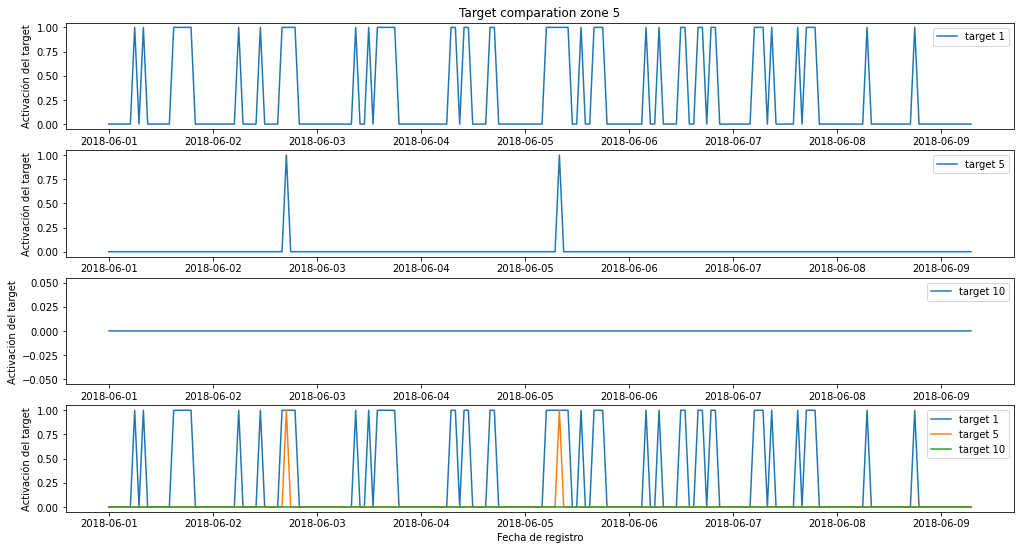 Target comparation zone 5
Activación del target
1.00
0.75
0.50
0.25
0.00
target 1
2018-06-01 2018-06-02 2018-06-03 2018-06-04 2018-06-05 2018-06-06 2018-06-07 2018-06-08 2018-06-09
Activación del target
1.00
0.75
0.50
0.25
0.00
target 5
2018-06-01 2018-06-02 2018-06-03 2018-06-04 2018-06-05 2018-06-06 2018-06-07 2018-06-08 2018-06-09
Activación del target
0.050
0.025
0.000
−0.025
−0.050
target 10
2018-06-01 2018-06-02 2018-06-03 2018-06-04 2018-06-05 2018-06-06 2018-06-07 2018-06-08 2018-06-09
Activación del target
1.00
0.75
0.50
0.25
0.00
target 1
target 5
target 10
2018-06-01 2018-06-02 2018-06-03 2018-06-04 2018-06-05 2018-06-06 2018-06-07 2018-06-08 2018-06-09
Fecha de registro